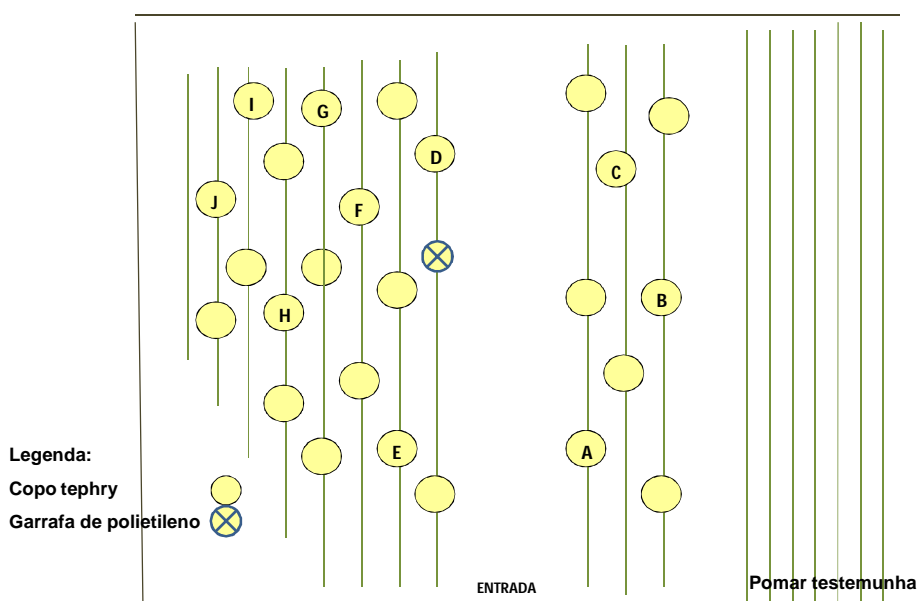 I
G
D
C
J
F
B
H
E
A
Legenda:
Copo tephry
Garrafa de polietileno
ENTRADA
Pomar testemunha